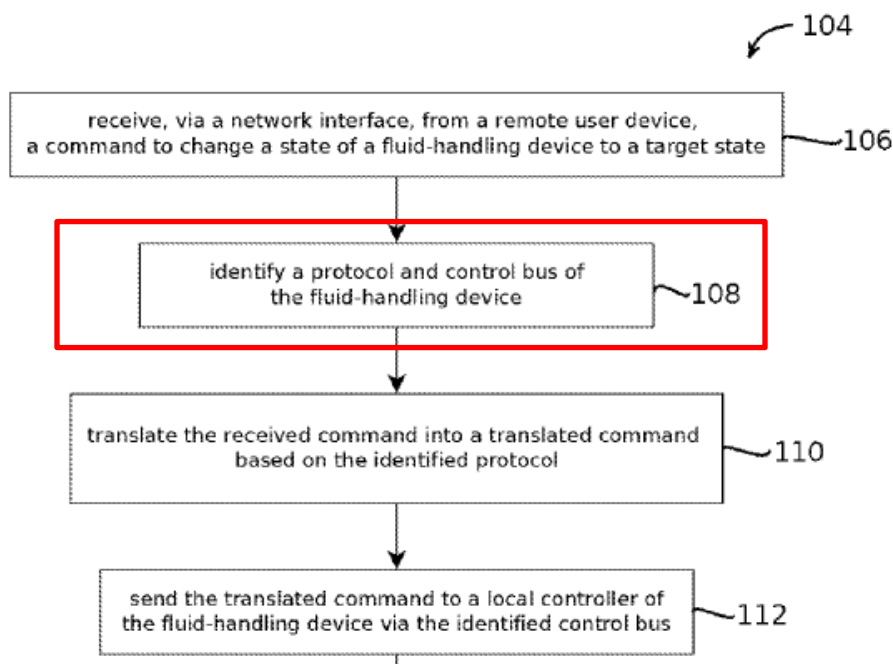 104
receive, via a network interface, from a remote user device,
a command to change a state of a fluid-handling device to a target state
106
identify a protocol and control bus of
the fluid-handling device
108
translate the received command into a translated command
based on the identified protocol
110
send the translated command to a local controller of
the fluid-handling device via the identified control bus
112